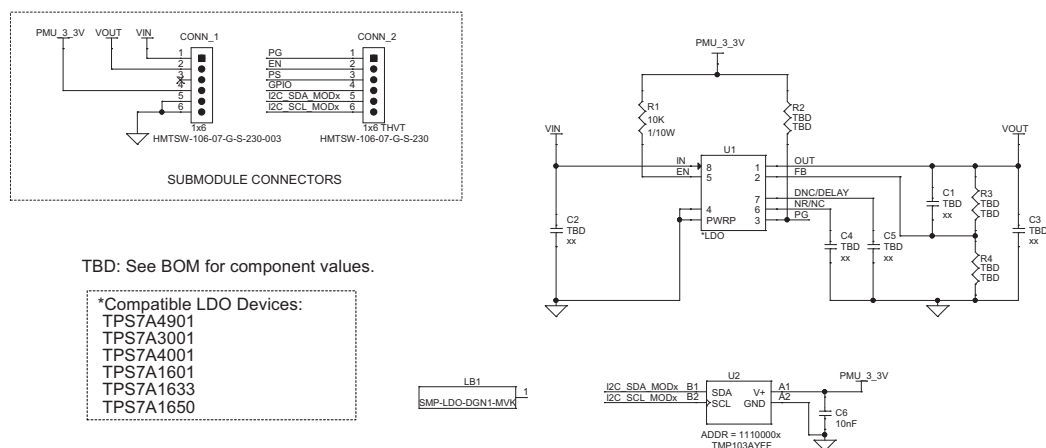 PMU_3_3V VOUT VIN CONN_1
1
2
3
4
5
6
1x6
HMTSW-106-07-G-S-230-003
CONN_2
PG 1
EN 2
PS 3
GPIO 4
I2C_SDA_MODx 5
I2C_SCL_MODx 6
1x6 THVT
HMTSW-106-07-G-S-230
SUBMODULE CONNECTORS
TBD: See BOM for component values.
*Compatible LDO Devices:
TPS7A4901
TPS7A3001
TPS7A4001
TPS7A1601
TPS7A1633
TPS7A1650
PMU_3_3V
R1
10K
1/10W
R2
TBD
TBD
VIN
VOUT
U1
IN 8
EN 5
4
PWRP
1 OUT
2 FB
7 DNC/DELAY
6 NR/NC
3 PG
*LDO
C2
TBD
xx
C4
TBD
xx
C5
TBD
xx
C1
TBD
xx
R3
TBD
TBD
R4
TBD
TBD
C3
TBD
xx
LB1
SMP-LDO-DGN1-MVK 1
U2
I2C_SDA_MODx B1 SDA V+ A1
I2C_SCL_MODx B2 SCL GND A2
ADDR = 1110000x
TMP103AYFF
PMU_3_3V
C6
10nF